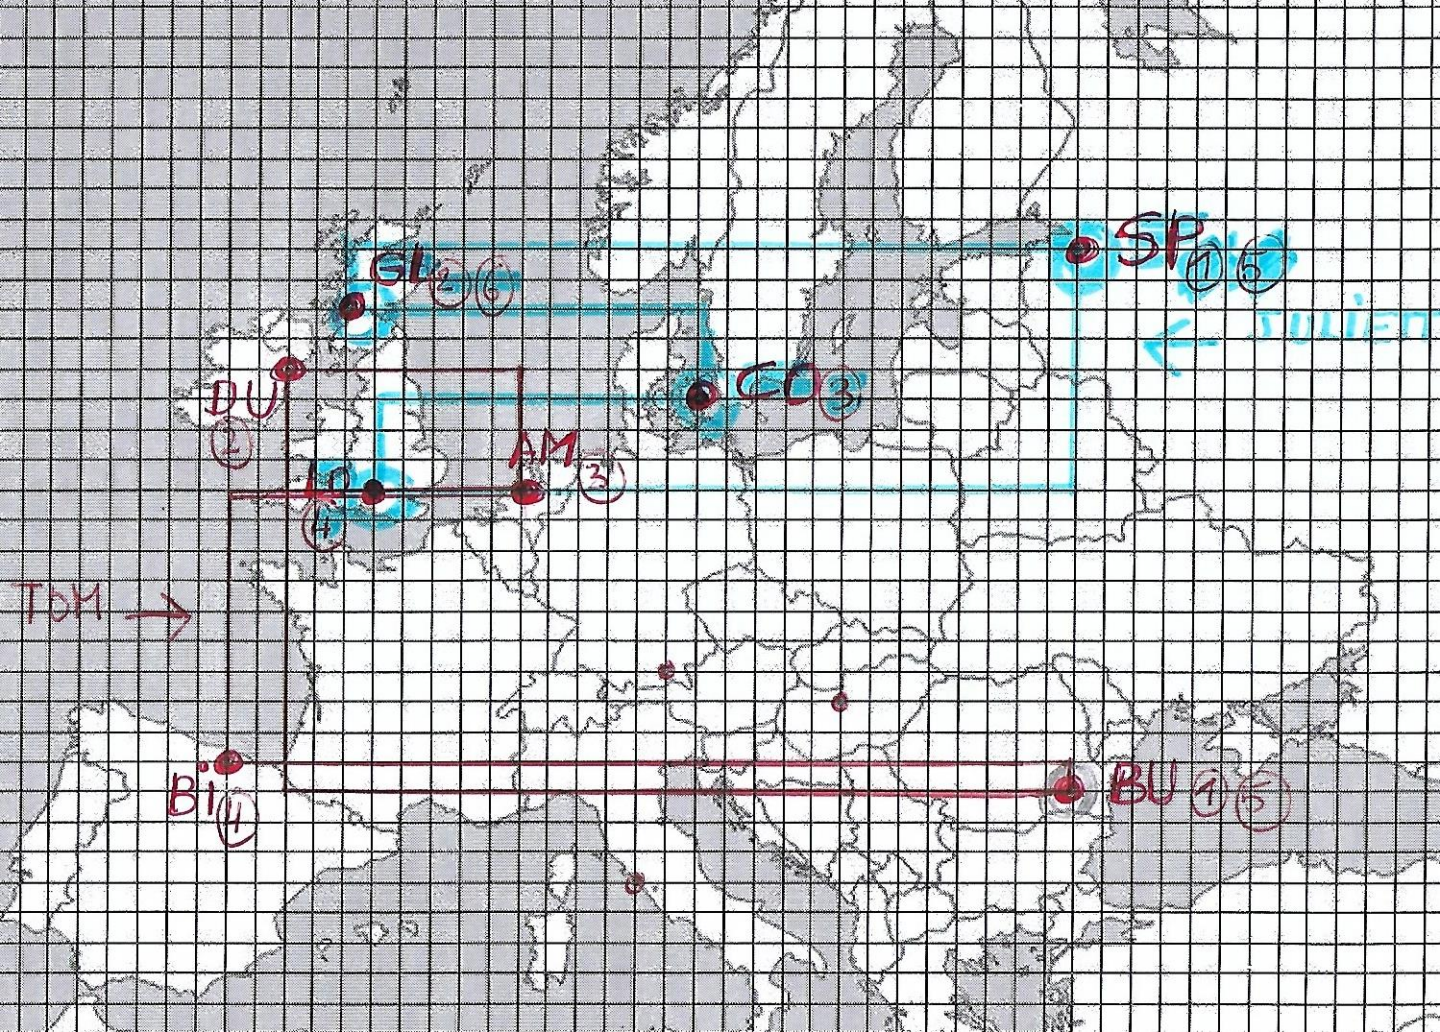 SP ① ⑤
GL ② ⑥
DU
②
CO ③
AM ③
LO
④
TOM →
Bi ④
BU ① ⑤